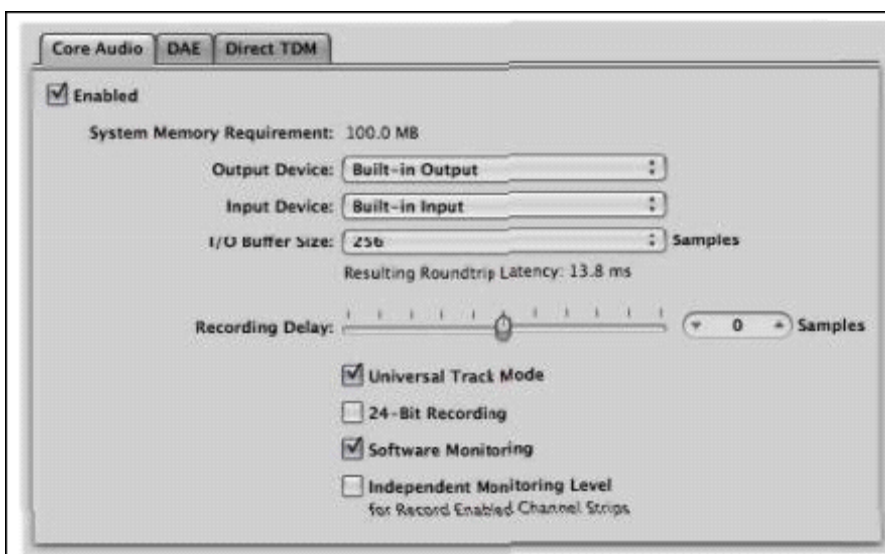 Core Audio DAE Direct TDM
Enabled
System Memory Requirement: 100.0 MB
Output Device: Built-in Output
Input Device: Built-in Input
I/O Buffer Size: 256 Samples
Resulting Roundtrip Latency: 13.8 ms
Recording Delay: 0 Samples
Universal Track Mode
24-Bit Recording
Software Monitoring
Independent Monitoring Level
for Record Enabled Channel Strips